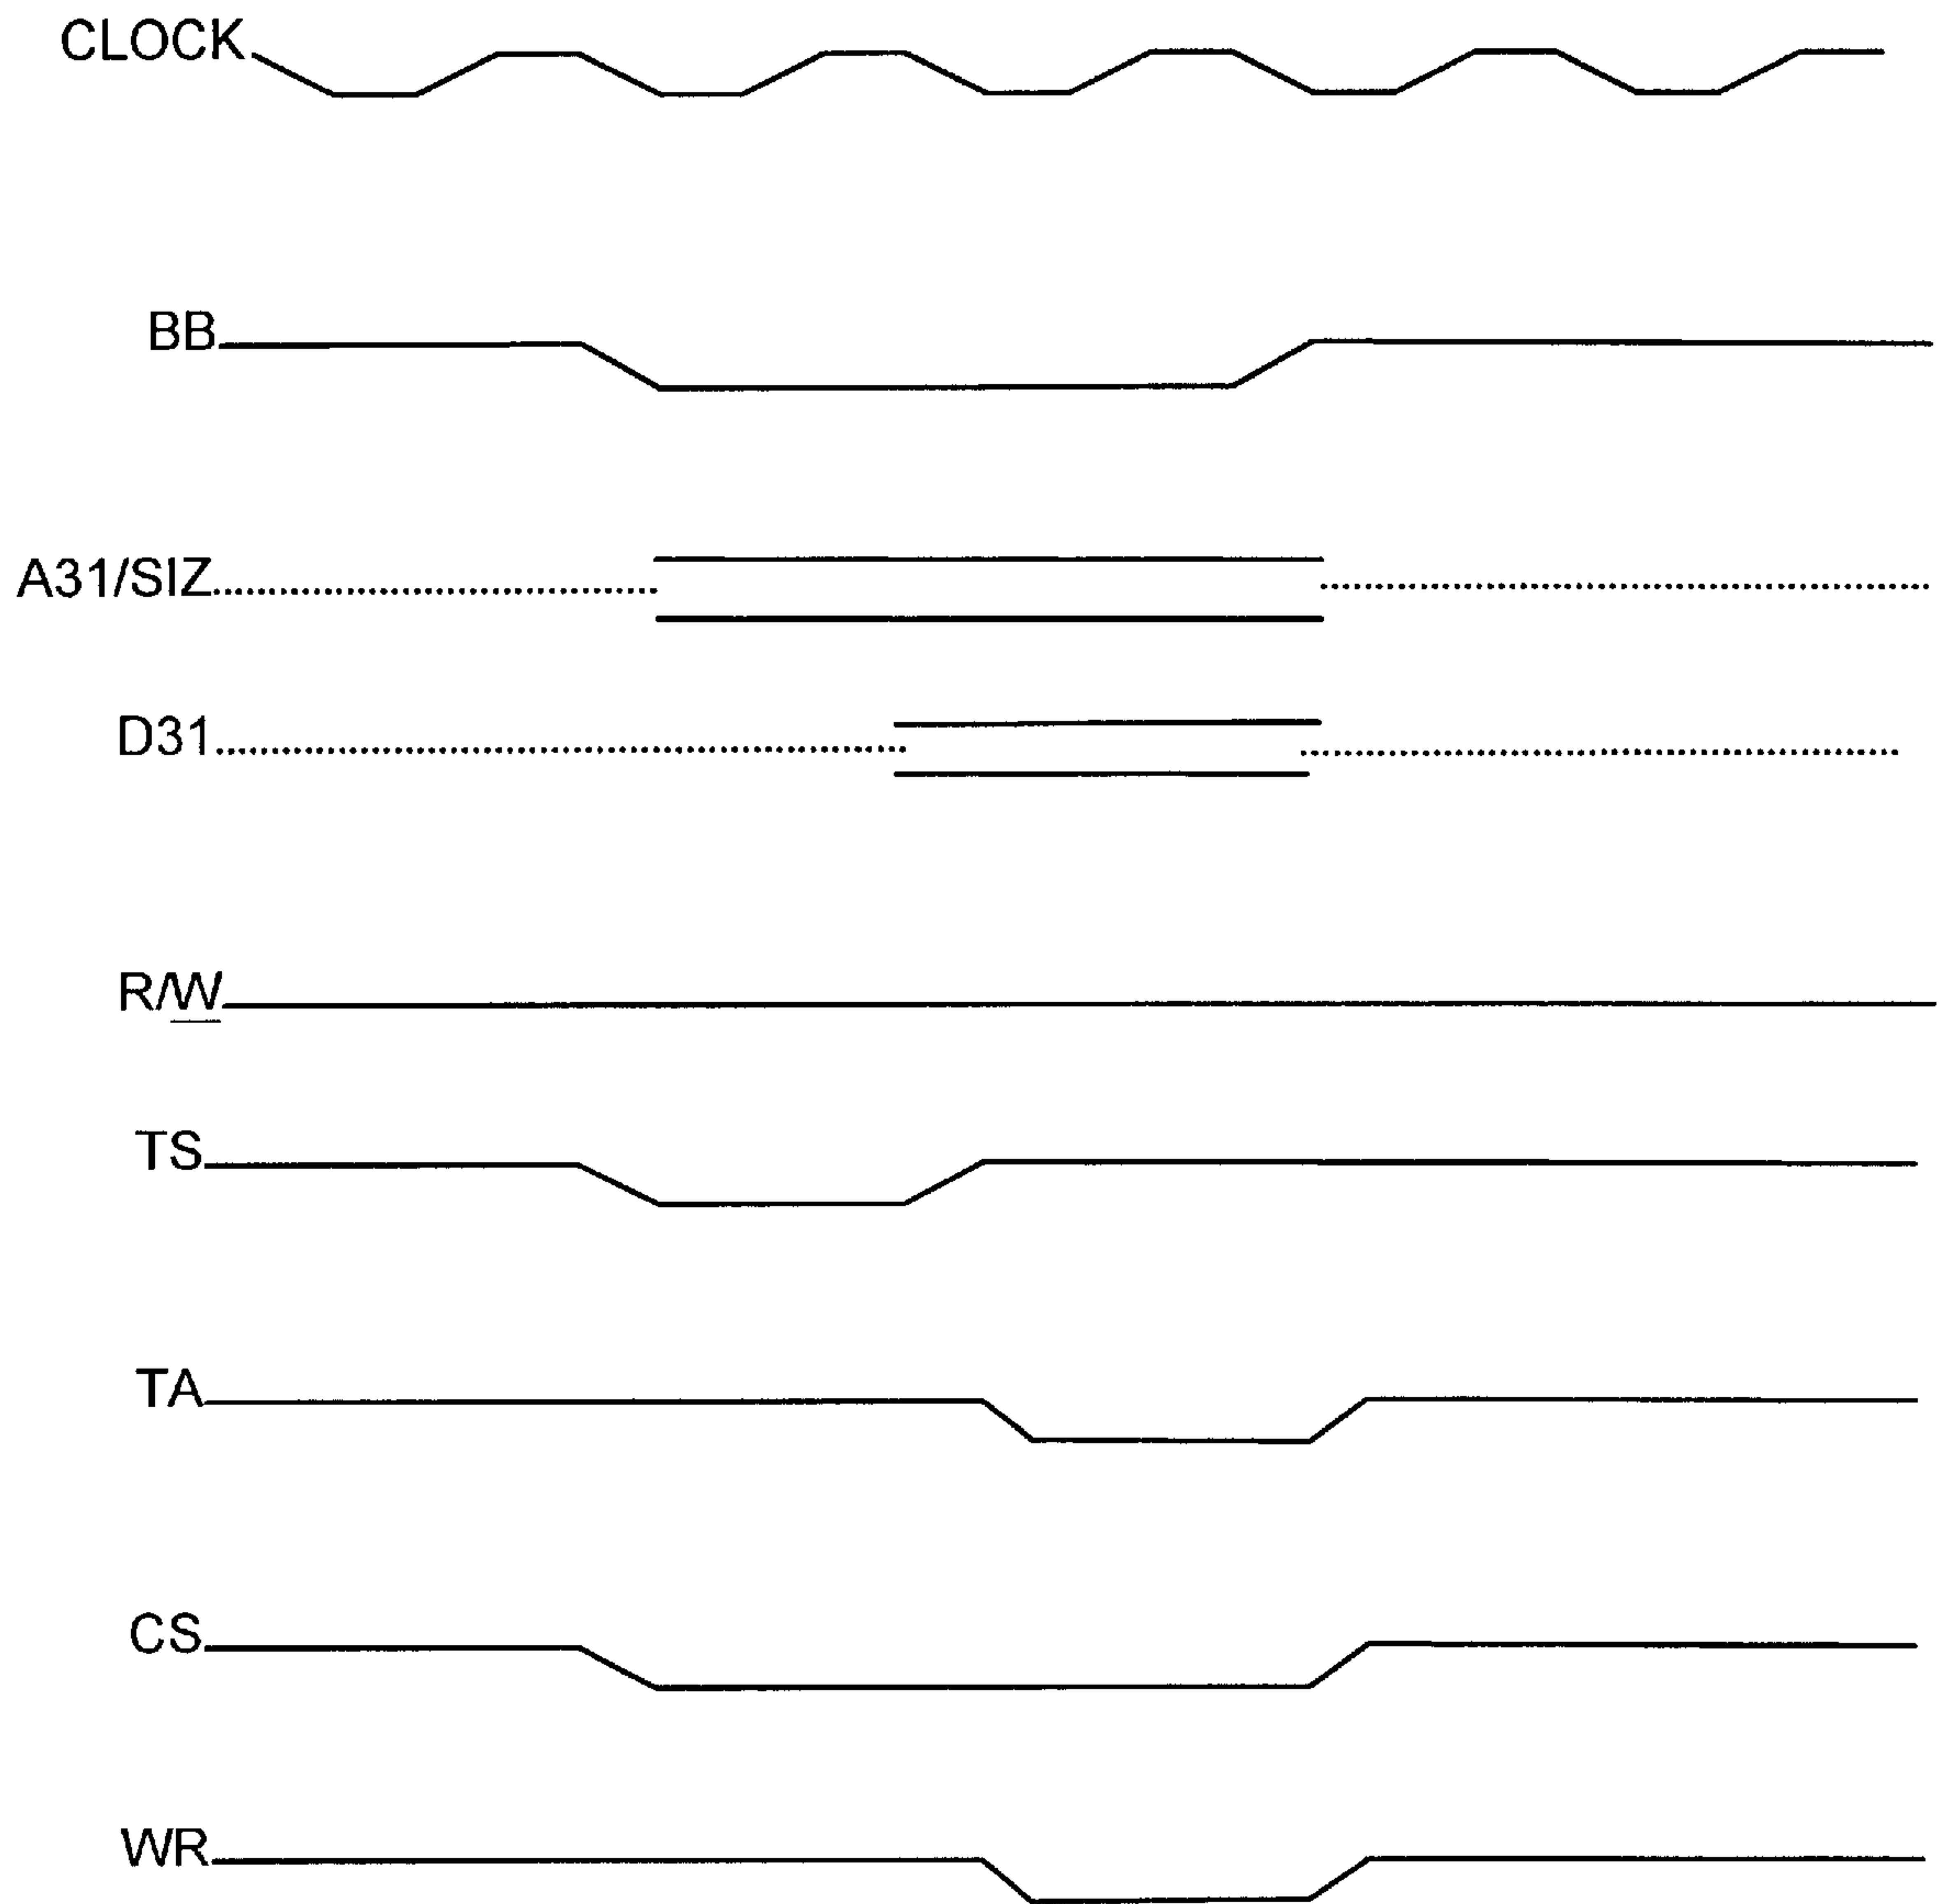 CLOCK
BB
A31/SIZ
D31
R/W
TS
TA
CS
WR